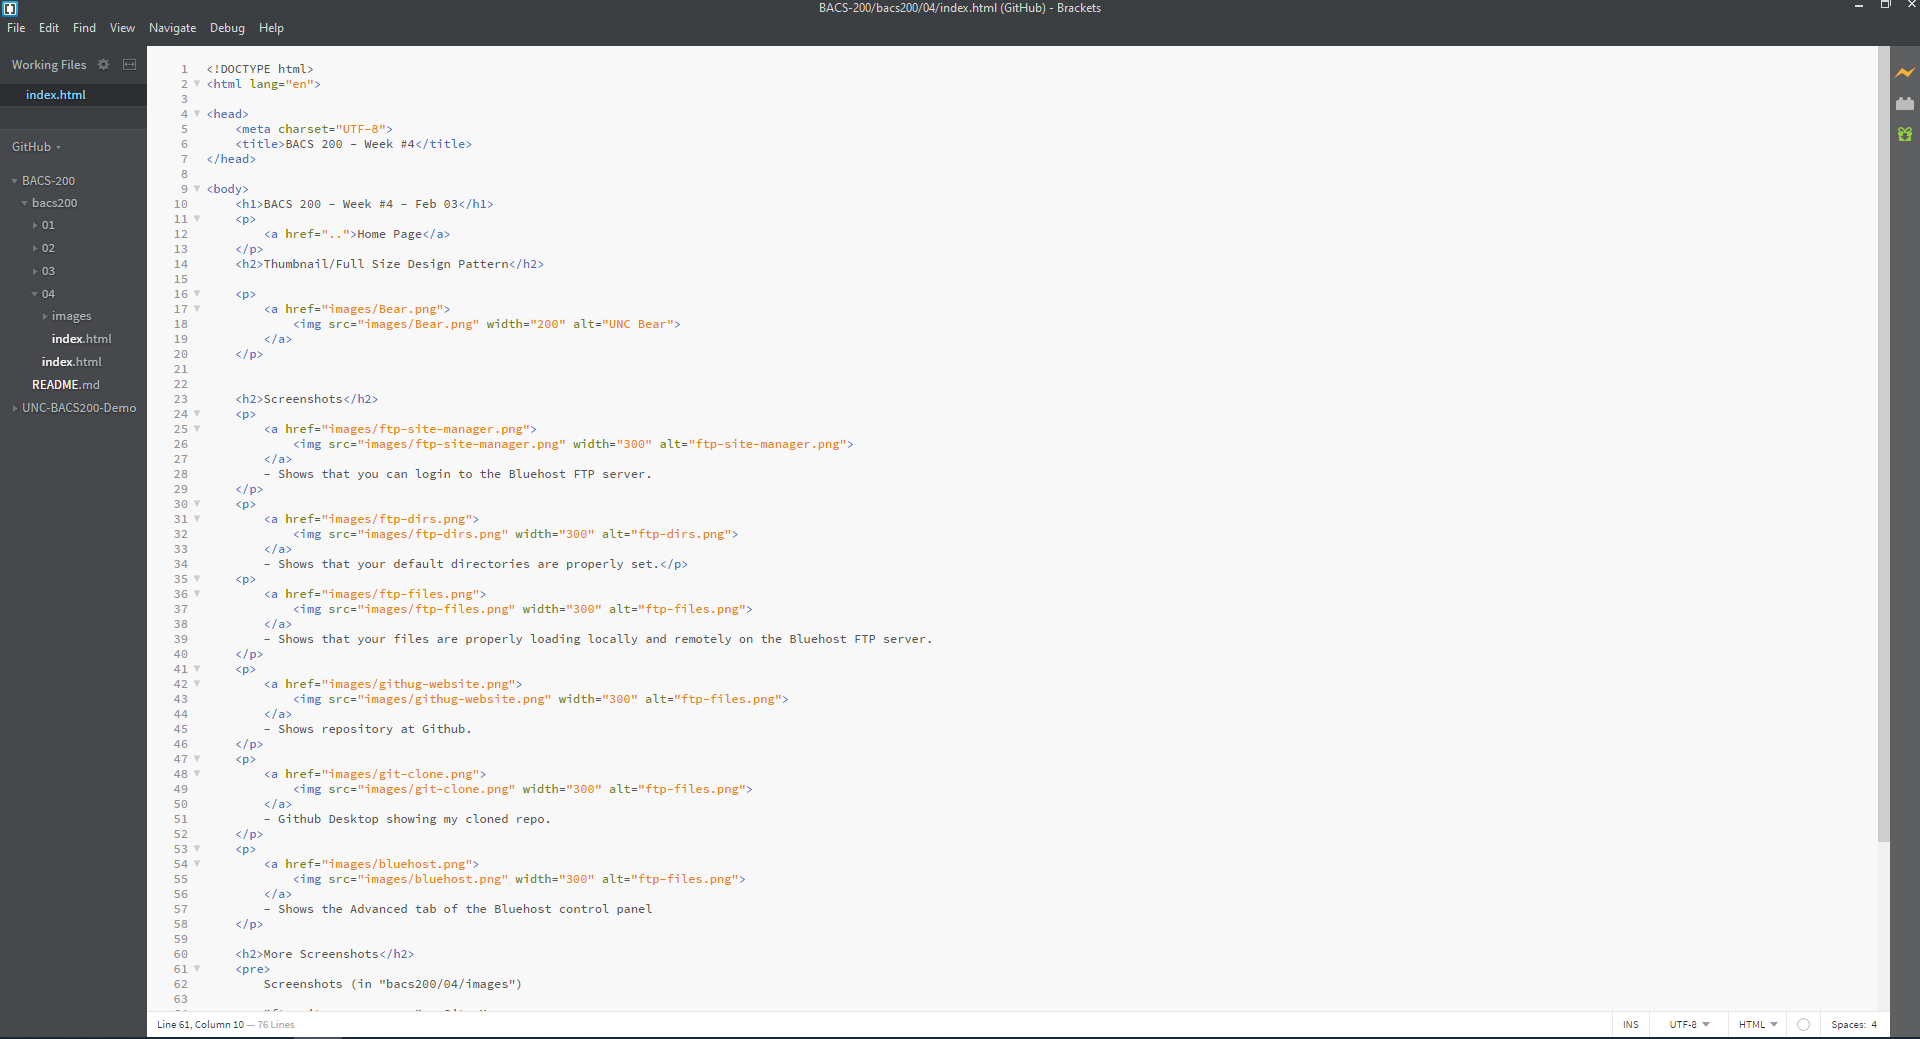 BACS-200/bacs200/04/index.html (GitHub) - Brackets
File Edit Find View Navigate Debug Help
Working Files
index.html
GitHub
BACS-200
bacs200
01
02
03
04
images
index.html
index.html
README.md
UNC-BACS200-Demo
1 <!DOCTYPE html>
2 <html lang="en">
3
4 <head>
5     <meta charset="UTF-8">
6     <title>BACS 200 - Week #4</title>
7 </head>
8
9 <body>
10     <h1>BACS 200 - Week #4 - Feb 03</h1>
11     <p>
12         <a href="..">Home Page</a>
13     </p>
14     <h2>Thumbnail/Full Size Design Pattern</h2>
15
16     <p>
17         <a href="images/Bear.png">
18             <img src="images/Bear.png" width="200" alt="UNC Bear">
19         </a>
20     </p>
21
22
23     <h2>Screenshots</h2>
24     <p>
25         <a href="images/ftp-site-manager.png">
26             <img src="images/ftp-site-manager.png" width="300" alt="ftp-site-manager.png">
27         </a>
28         - Shows that you can login to the Bluehost FTP server.
29     </p>
30     <p>
31         <a href="images/ftp-dirs.png">
32             <img src="images/ftp-dirs.png" width="300" alt="ftp-dirs.png">
33         </a>
34         - Shows that your default directories are properly set.</p>
35     <p>
36         <a href="images/ftp-files.png">
37             <img src="images/ftp-files.png" width="300" alt="ftp-files.png">
38         </a>
39         - Shows that your files are properly loading locally and remotely on the Bluehost FTP server.
40     </p>
41     <p>
42         <a href="images/githug-website.png">
43             <img src="images/githug-website.png" width="300" alt="ftp-files.png">
44         </a>
45         - Shows repository at Github.
46     </p>
47     <p>
48         <a href="images/git-clone.png">
49             <img src="images/git-clone.png" width="300" alt="ftp-files.png">
50         </a>
51         - Github Desktop showing my cloned repo.
52     </p>
53     <p>
54         <a href="images/bluehost.png">
55             <img src="images/bluehost.png" width="300" alt="ftp-files.png">
56         </a>
57         - Shows the Advanced tab of the Bluehost control panel
58     </p>
59
60     <h2>More Screenshots</h2>
61     <pre>
62         Screenshots (in "bacs200/04/images")
63
Line 61, Column 10 — 76 Lines
INS UTF-8 HTML Spaces: 4